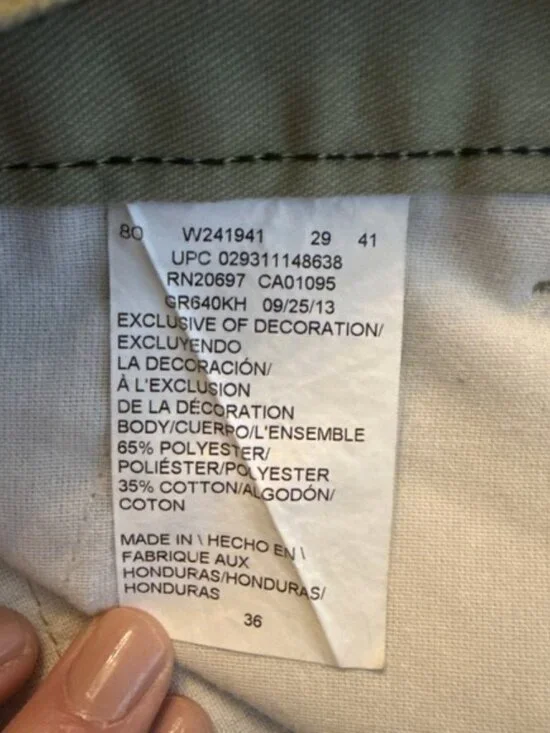 80 W241941 29 41
UPC 029311148638
RN20697 CA01095
GR640KH 09/25/13
EXCLUSIVE OF DECORATION/
EXCLUYENDO
LA DECORACIÓN/
À L'EXCLUSION
DE LA DÉCORATION
BODY/CUERPO/L'ENSEMBLE
65% POLYESTER/
POLIÉSTER/POLYESTER
35% COTTON/ALGODÓN/
COTON
MADE IN \ HECHO EN \
FABRIQUE AUX
HONDURAS/HONDURAS/
HONDURAS
36